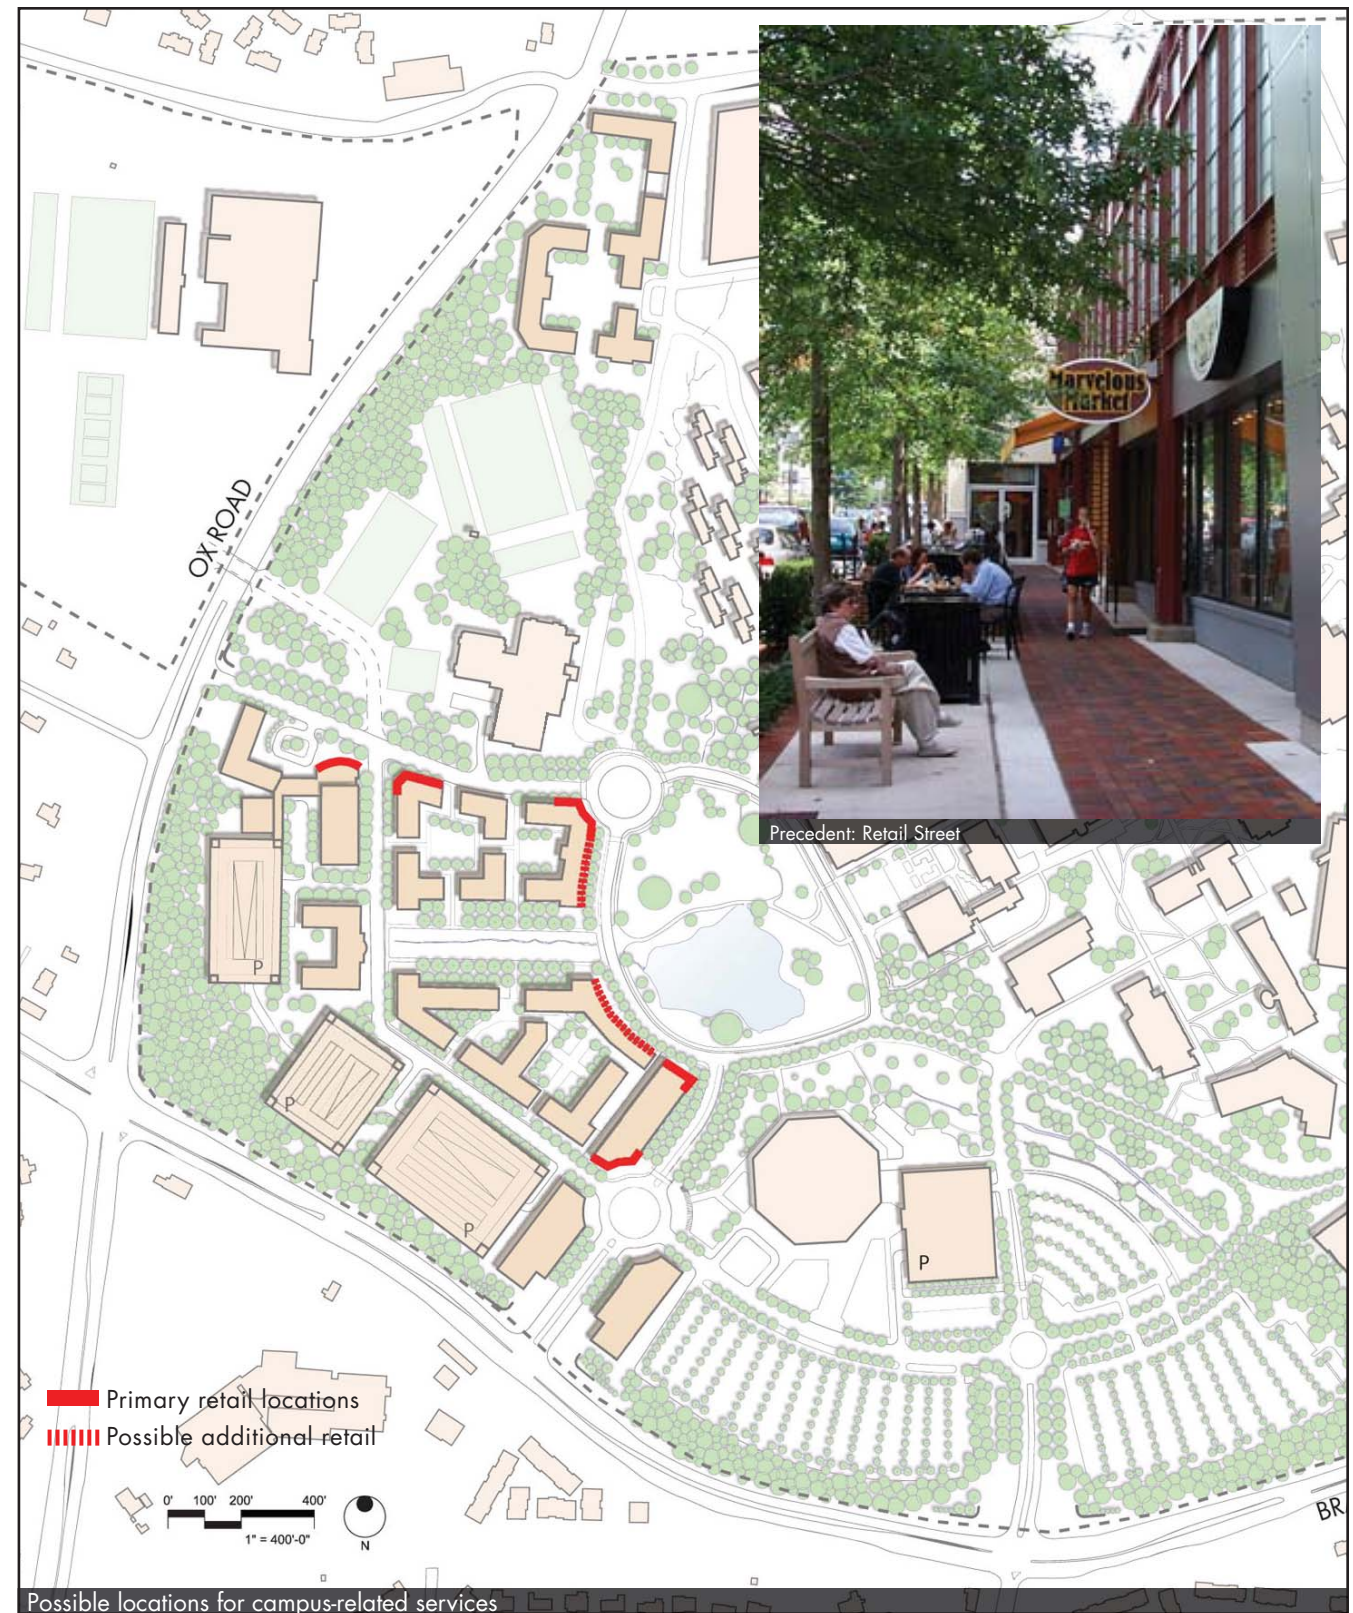 Marvelous
Market
Precedent: Retail Street
OX ROAD
P
P
P
P
Primary retail locations
Possible additional retail
0' 100' 200' 400'
1" = 400'-0"
N
BR
Possible locations for campus-related services